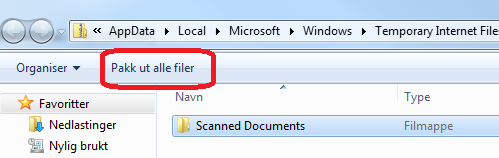 AppData Local Microsoft Windows Temporary Internet Files
Organiser Pakk ut alle filer
Favoritter
Nedlastinger
Nylig brukt
Navn Type
Scanned Documents Filmappe